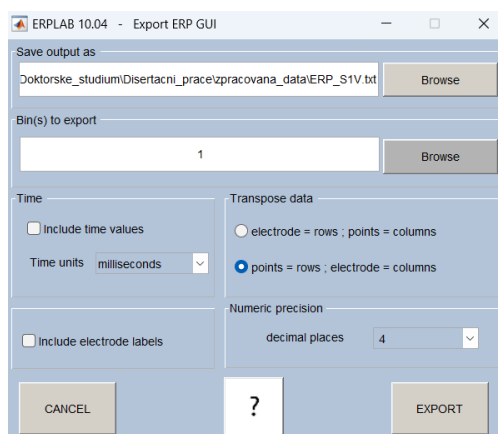 ERPLAB 10.04 - Export ERP GUI
Save output as
Doktorske_studium\Disertacni_prace\zpracovana_data\ERP_S1V.txt
Browse
Bin(s) to export
1
Browse
Time
Include time values
Time units
milliseconds
Transpose data
electrode = rows ; points = columns
points = rows ; electrode = columns
Include electrode labels
Numeric precision
decimal places
4
CANCEL
?
EXPORT